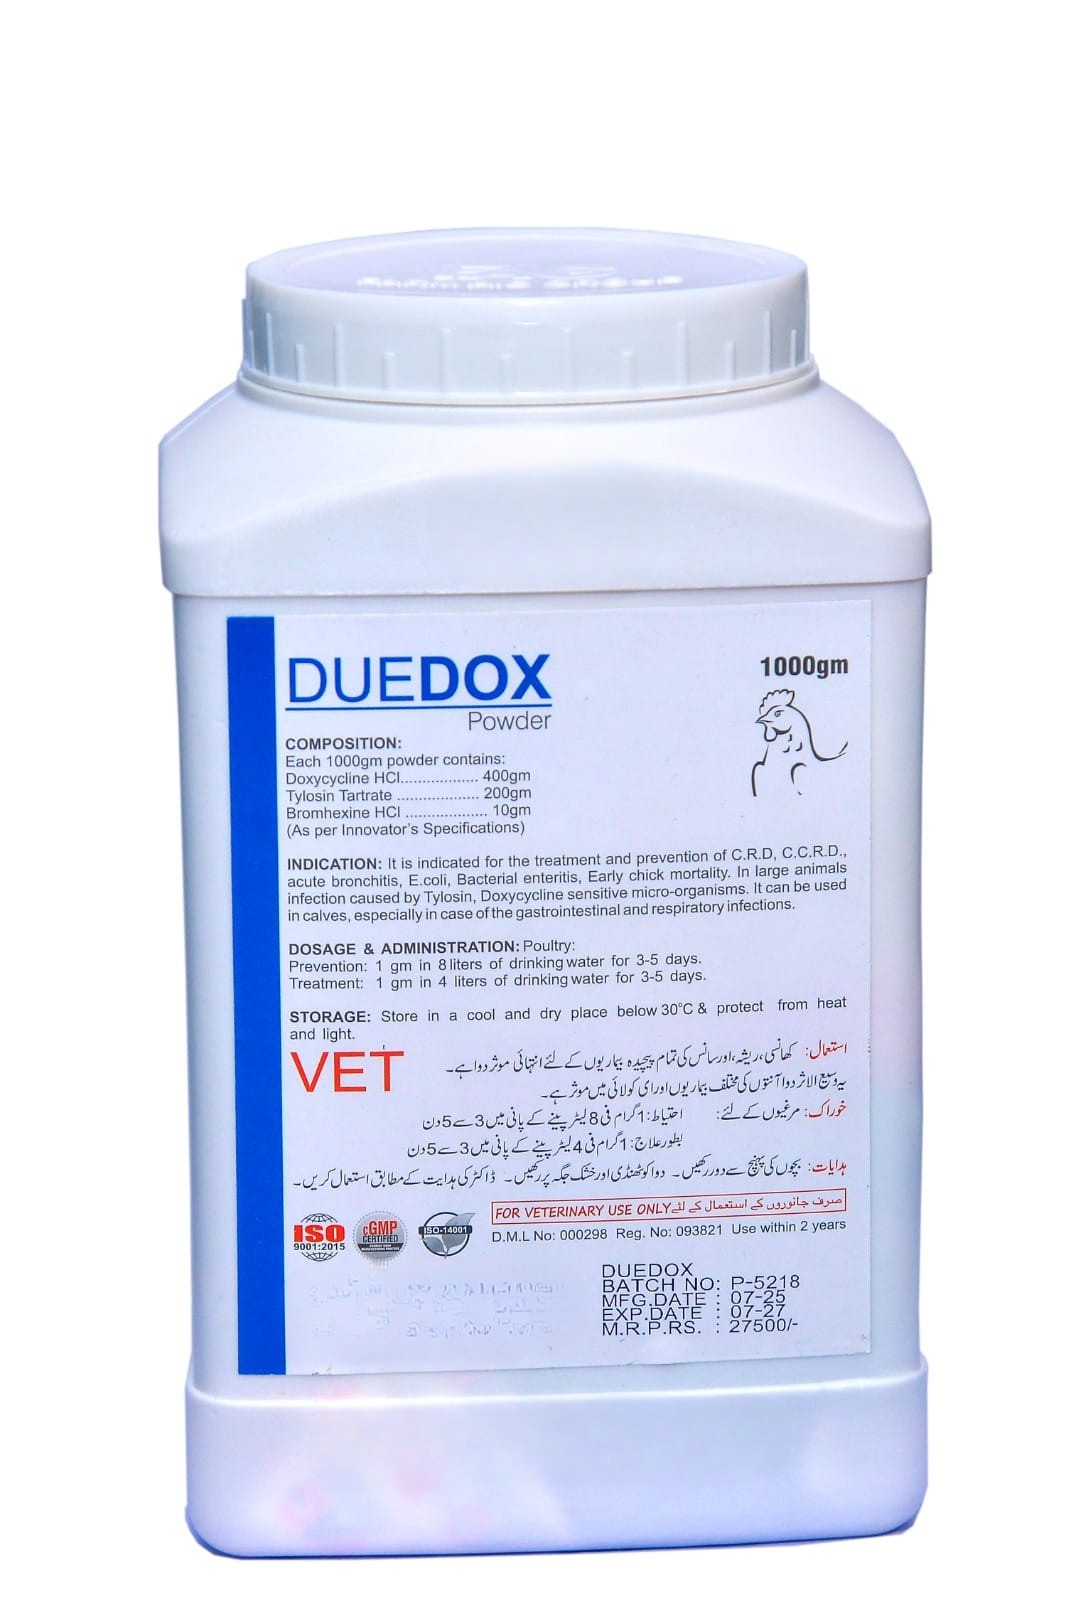 1000gm
DUEDOX
Powder
COMPOSITION:
Each 1000gm powder contains:
Doxycycline HCl.................. 400gm
Tylosin Tartrate ................... 200gm
Bromhexine HCl ................... 10gm
(As per Innovator's Specifications)
INDICATION: It is indicated for the treatment and prevention of C.R.D, C.C.R.D.,
acute bronchitis, E.coli, Bacterial enteritis, Early chick mortality. In large animals
infection caused by Tylosin, Doxycycline sensitive micro-organisms. It can be used
in calves, especially in case of the gastrointestinal and respiratory infections.
DOSAGE & ADMINISTRATION: Poultry:
Prevention: 1 gm in 8 liters of drinking water for 3-5 days.
Treatment: 1 gm in 4 liters of drinking water for 3-5 days.
STORAGE: Store in a cool and dry place below 30°C & protect from heat
and light.
VET
استعمال: کھانسی، ریشہ، اور سانس کی تمام پیچیدہ بیماریوں کے لئے انتہائی موثر دوا ہے۔
یہ وسیع الاثر دوا آنتوں کی مختلف بیماریوں اور ای کولائی میں موثر ہے۔
خوراک: مرغیوں کے لئے: احتیاط: 1 گرام فی 8 لیٹر پینے کے پانی میں 3 سے 5 دن
بطور علاج: 1 گرام فی 4 لیٹر پینے کے پانی میں 3 سے 5 دن
ہدایات: بچوں کی پہنچ سے دور رکھیں۔ دوا کو ٹھنڈی اور خشک جگہ پر رکھیں۔ ڈاکٹر کی ہدایت کے مطابق استعمال کریں۔
FOR VETERINARY USE ONLY صرف جانوروں کے استعمال کے لئے
D.M.L No: 000298 Reg. No: 093821 Use within 2 years
ISO
9001:2015
cGMP
CERTIFIED
ISO-14001
DUEDOX
BATCH NO: P-5218
MFG.DATE : 07-25
EXP.DATE : 07-27
M.R.P.RS. : 27500/-